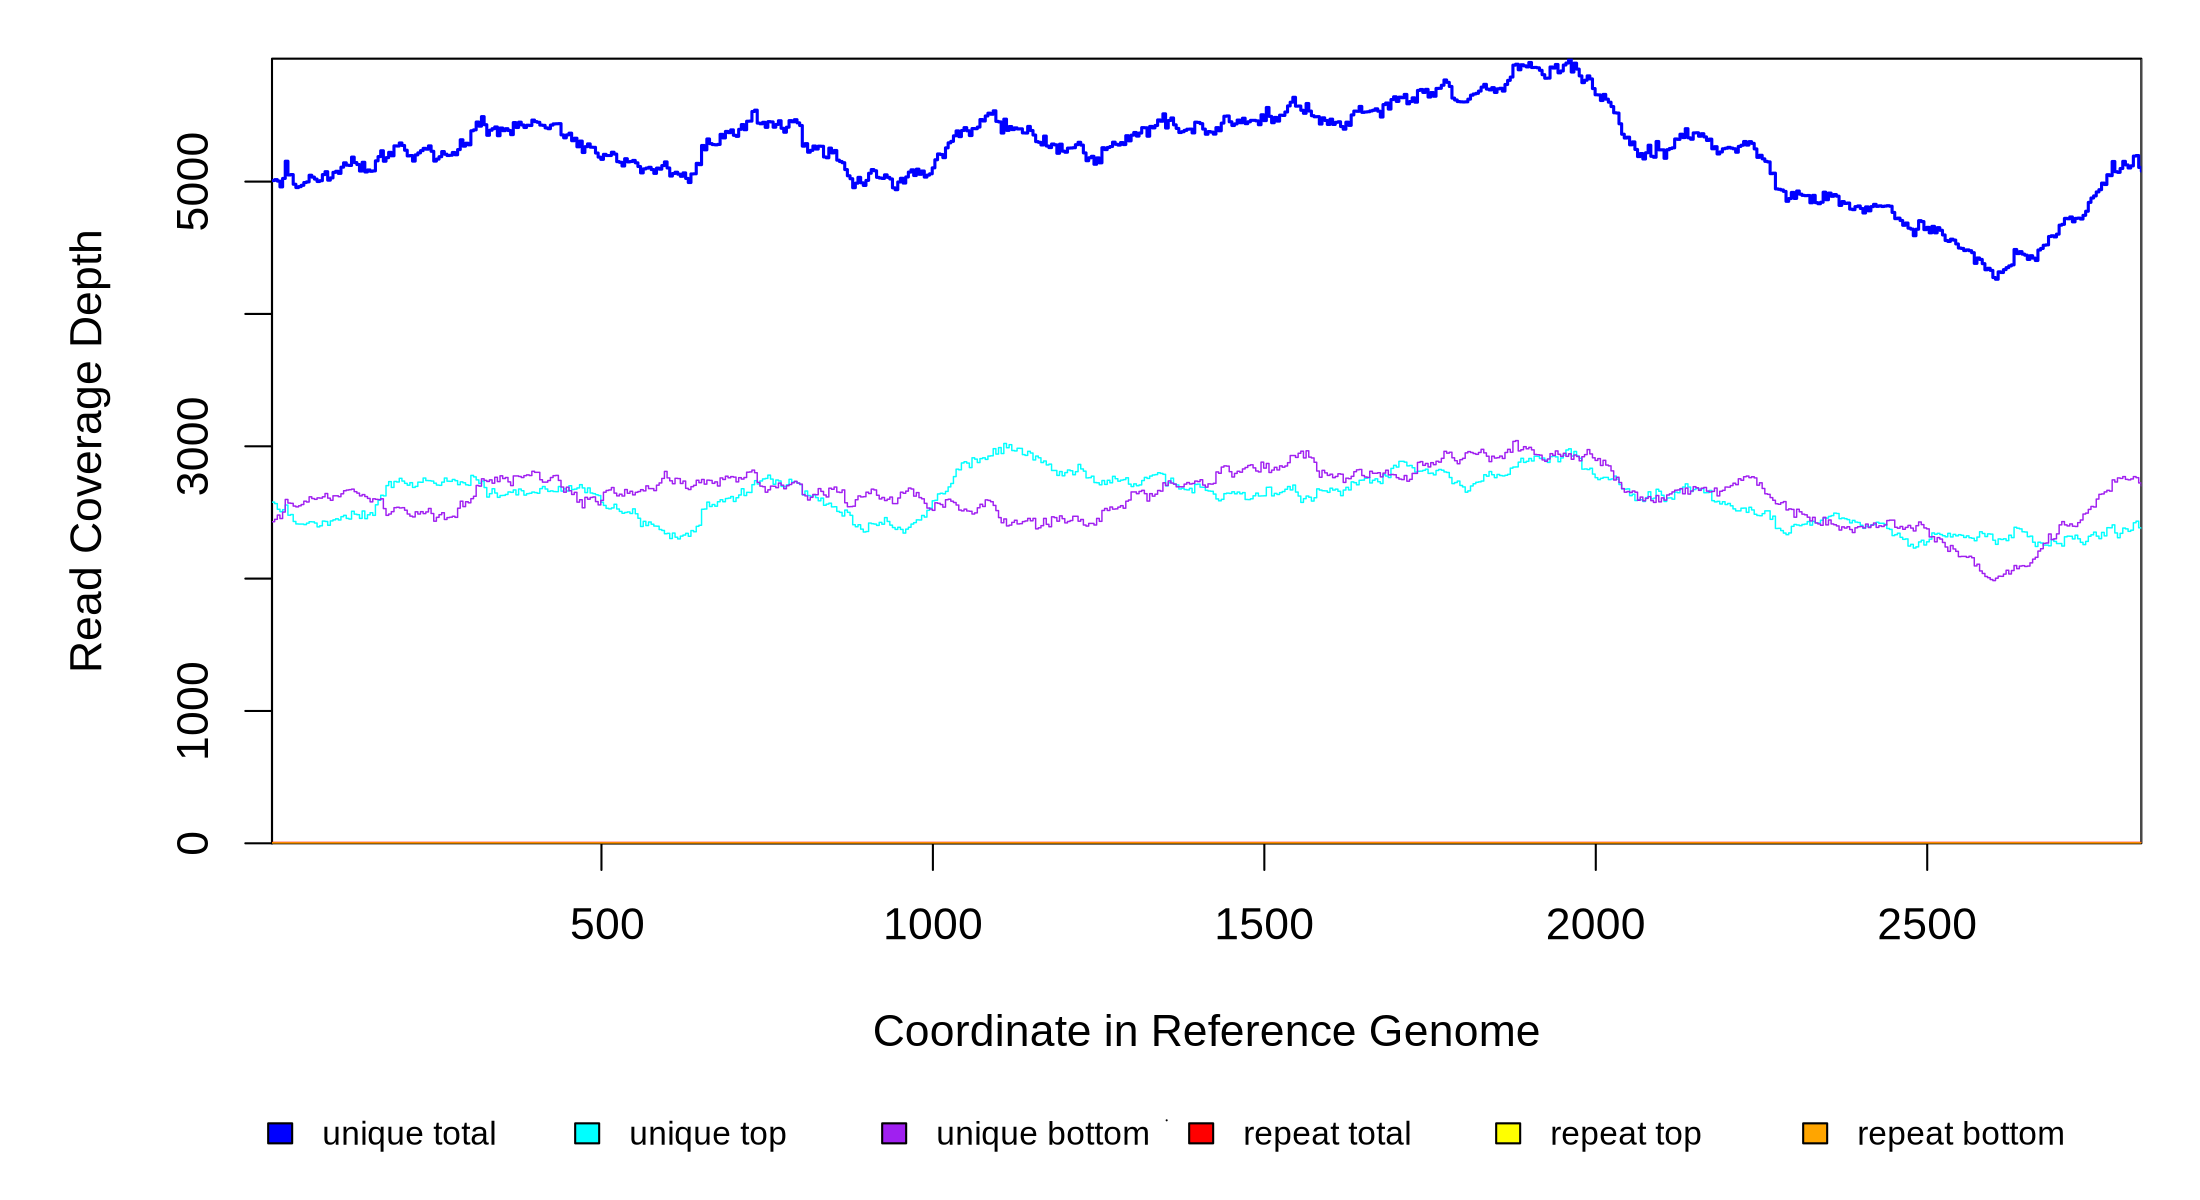 Read Coverage Depth
5000
3000
1000
0
500 1000 1500 2000 2500
Coordinate in Reference Genome
unique total unique top unique bottom repeat total repeat top repeat bottom